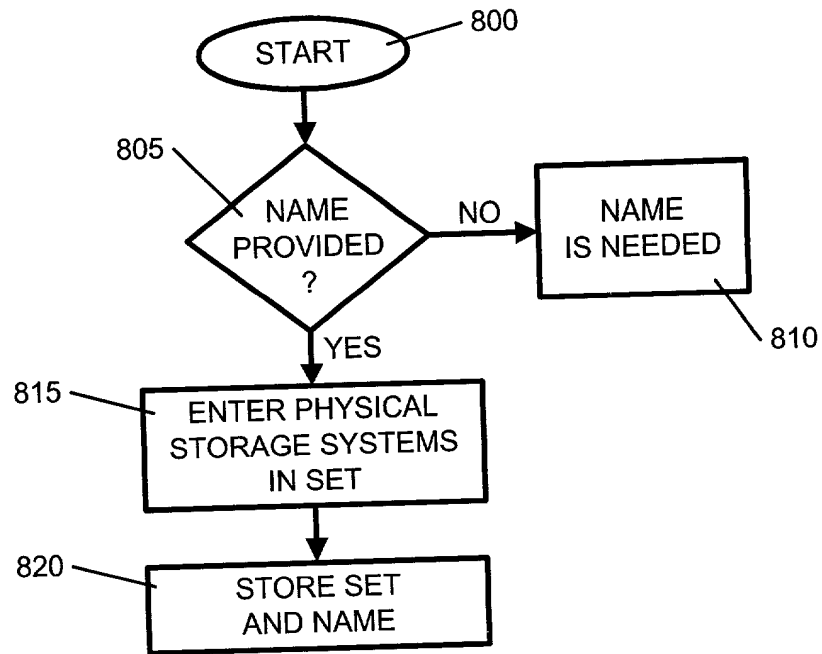 START
800
805
NAME
PROVIDED
?
NO
NAME
IS NEEDED
810
YES
815
ENTER PHYSICAL
STORAGE SYSTEMS
IN SET
820
STORE SET
AND NAME